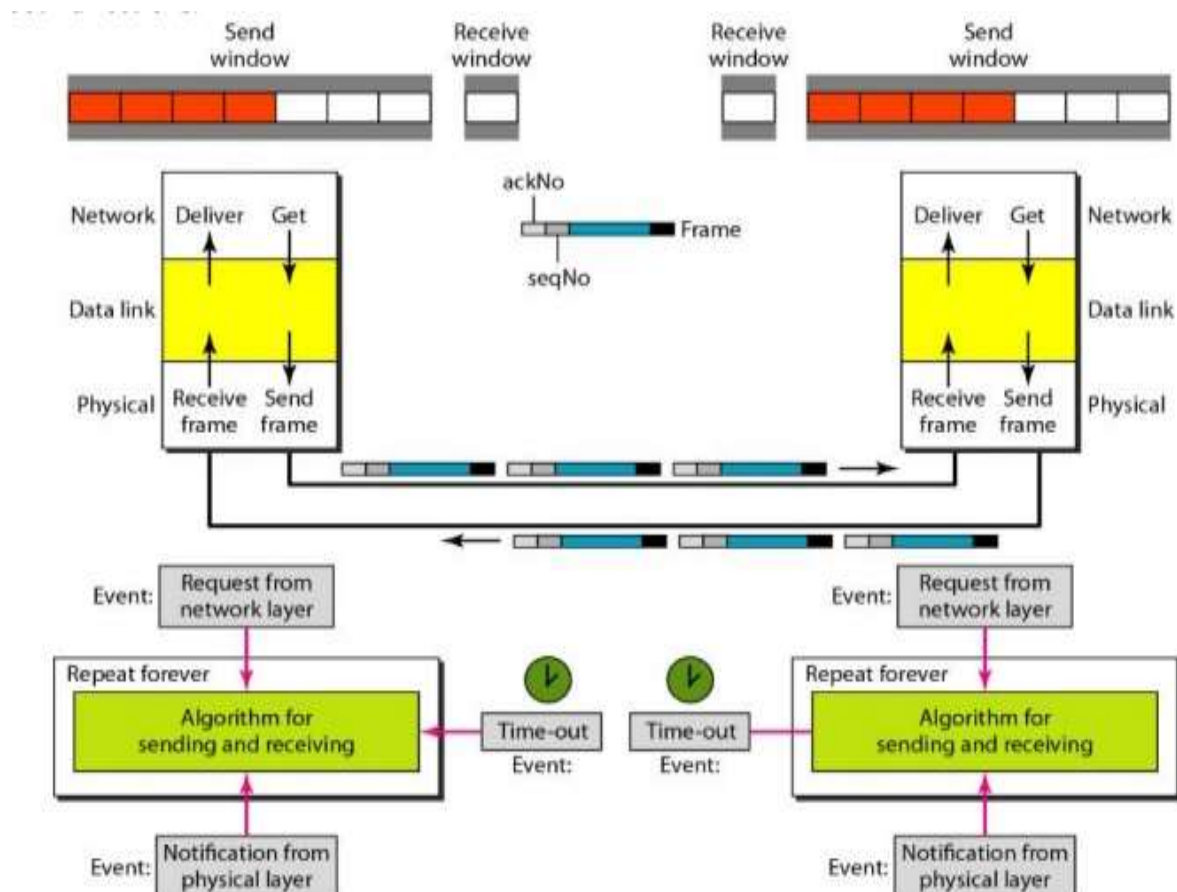 Send
window
Receive
window
Receive
window
Send
window
ackNo
Frame
seqNo
Network
Deliver
Get
Data link
Physical
Receive
frame
Send
frame
Deliver
Get
Network
Data link
Receive
frame
Send
frame
Physical
Event:
Request from
network layer
Event:
Request from
network layer
Repeat forever
Algorithm for
sending and receiving
Time-out
Event:
Time-out
Event:
Repeat forever
Algorithm for
sending and receiving
Event:
Notification from
physical layer
Event:
Notification from
physical layer